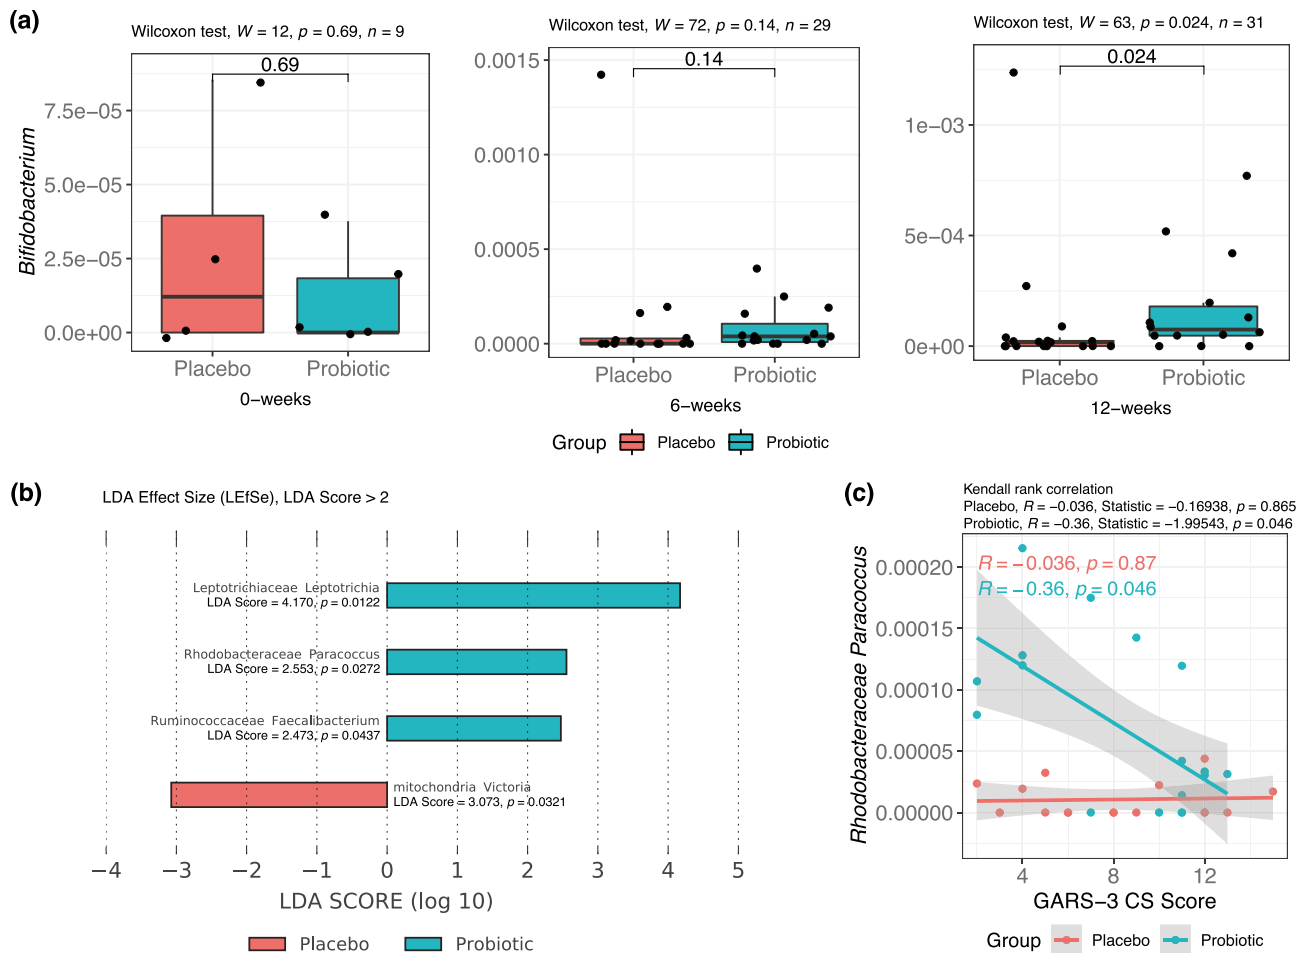 (a)
Wilcoxon test, W = 12, p = 0.69, n = 9
Wilcoxon test, W = 72, p = 0.14, n = 29
Wilcoxon test, W = 63, p = 0.024, n = 31
Bifidobacterium
0.69
7.5e−05
5.0e−05
2.5e−05
0.0e+00
Placebo
Probiotic
0−weeks
0.14
0.0015
0.0010
0.0005
0.0000
Placebo
Probiotic
6−weeks
0.024
1e−03
5e−04
0e+00
Placebo
Probiotic
12−weeks
Group Placebo Probiotic
(b)
LDA Effect Size (LEfSe), LDA Score > 2
Leptotrichiaceae Leptotrichia
LDA Score = 4.170, p = 0.0122
Rhodobacteraceae Paracoccus
LDA Score = 2.553, p = 0.0272
Ruminococcaceae Faecalibacterium
LDA Score = 2.473, p = 0.0437
mitochondria Victoria
LDA Score = 3.073, p = 0.0321
−4 −3 −2 −1 0 1 2 3 4 5
LDA SCORE (log 10)
Placebo Probiotic
(c)
Kendall rank correlation
Placebo, R = −0.036, Statistic = −0.16938, p = 0.865
Probiotic, R = −0.36, Statistic = −1.99543, p = 0.046
R = −0.036, p = 0.87
R = −0.36, p = 0.046
Rhodobacteraceae Paracoccus
0.00020
0.00015
0.00010
0.00005
0.00000
4 8 12
GARS−3 CS Score
Group Placebo Probiotic